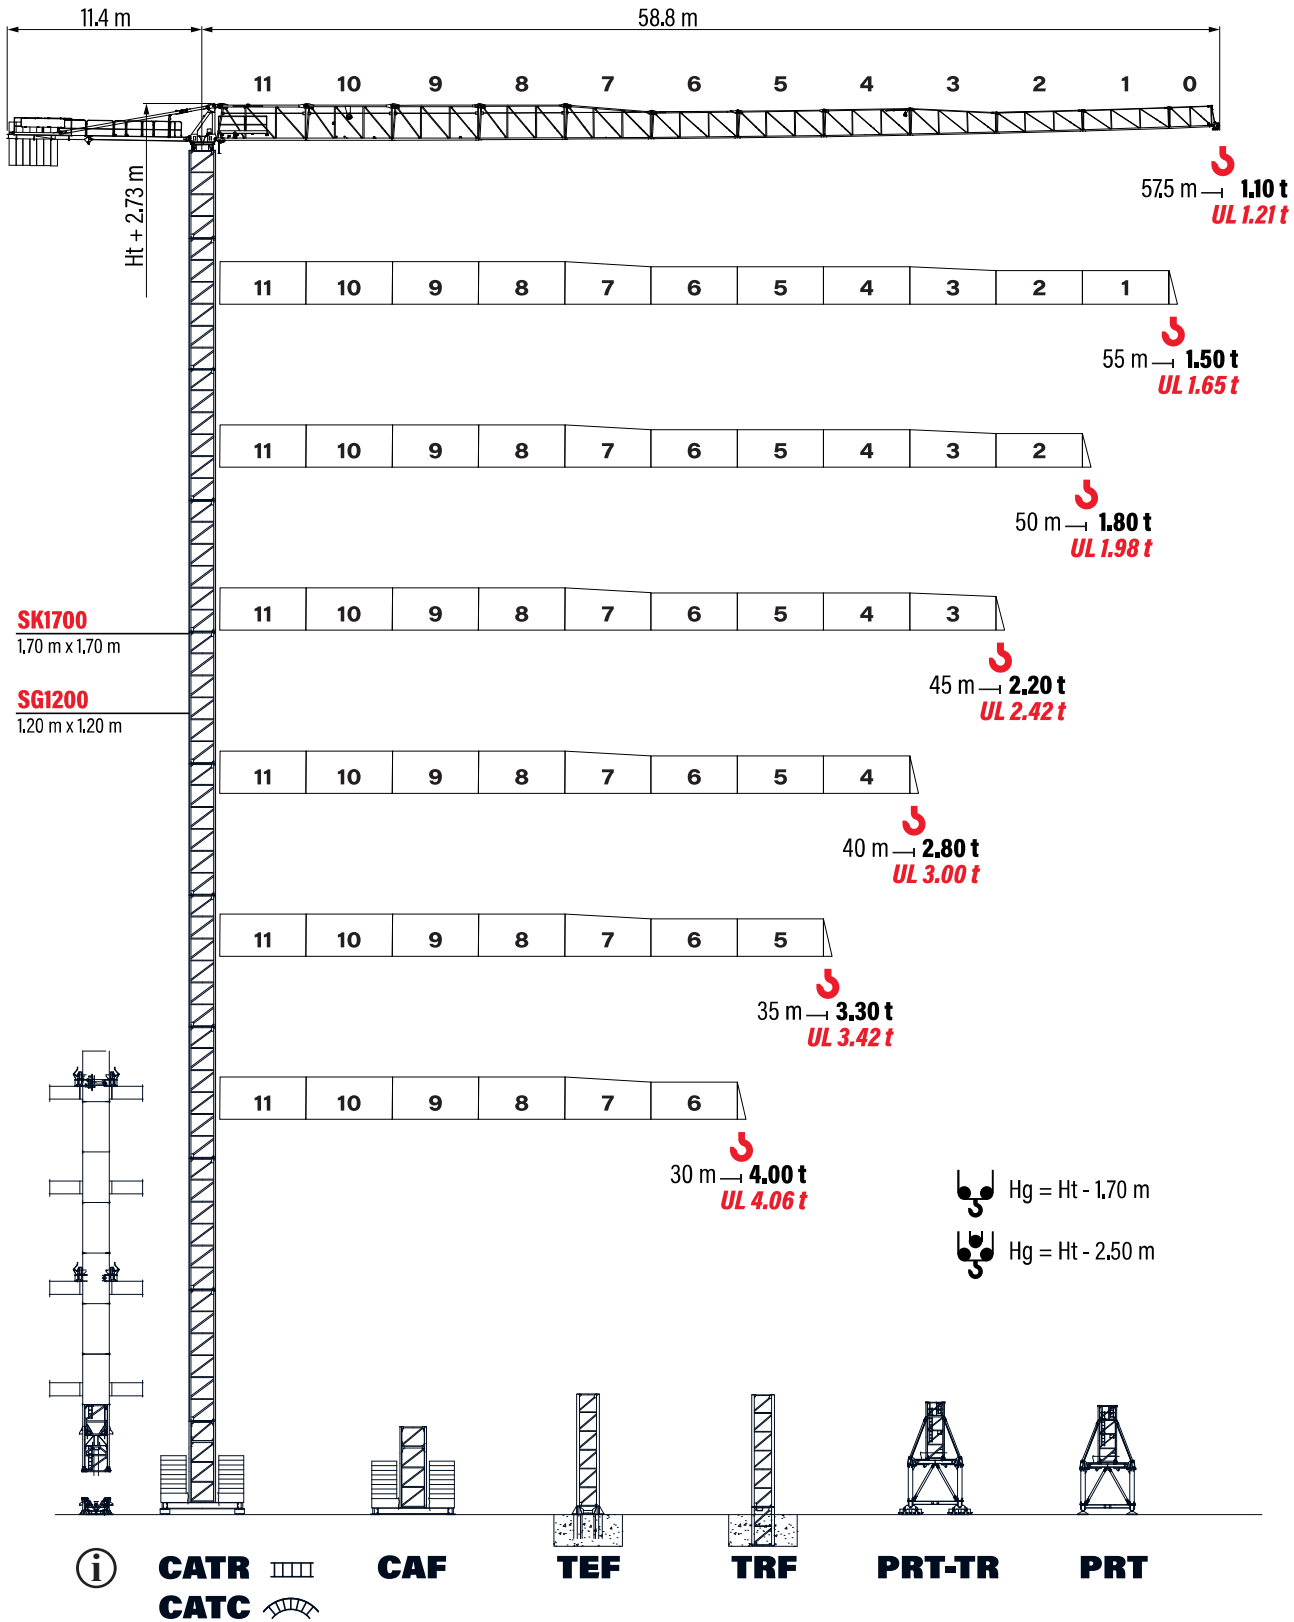 11.4 m 58.8 m
11 10 9 8 7 6 5 4 3 2 1 0
Ht + 2.73 m
57.5 m 1.10 t
UL 1.21 t
11 10 9 8 7 6 5 4 3 2 1
55 m 1.50 t
UL 1.65 t
11 10 9 8 7 6 5 4 3 2
50 m 1.80 t
UL 1.98 t
11 10 9 8 7 6 5 4 3
SK1700
1.70 m x 1.70 m
45 m 2.20 t
UL 2.42 t
SG1200
1.20 m x 1.20 m
11 10 9 8 7 6 5 4
40 m 2.80 t
UL 3.00 t
11 10 9 8 7 6 5
35 m 3.30 t
UL 3.42 t
11 10 9 8 7 6
30 m 4.00 t
UL 4.06 t
Hg = Ht - 1.70 m
Hg = Ht - 2.50 m
i CATR CAF TEF TRF PRT-TR PRT
CATC